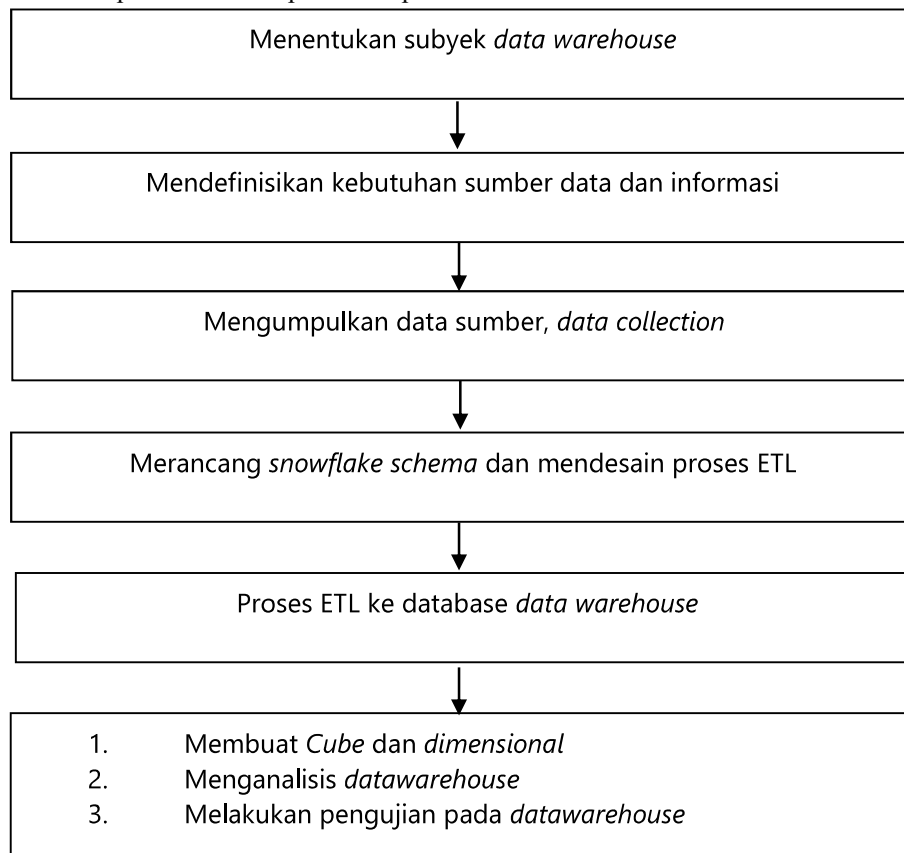 Menentukan subyek data warehouse
Mendefinisikan kebutuhan sumber data dan informasi
Mengumpulkan data sumber, data collection
Merancang snowflake schema dan mendesain proses ETL
Proses ETL ke database data warehouse
1. Membuat Cube dan dimensional
2. Menganalisis datawarehouse
3. Melakukan pengujian pada datawarehouse